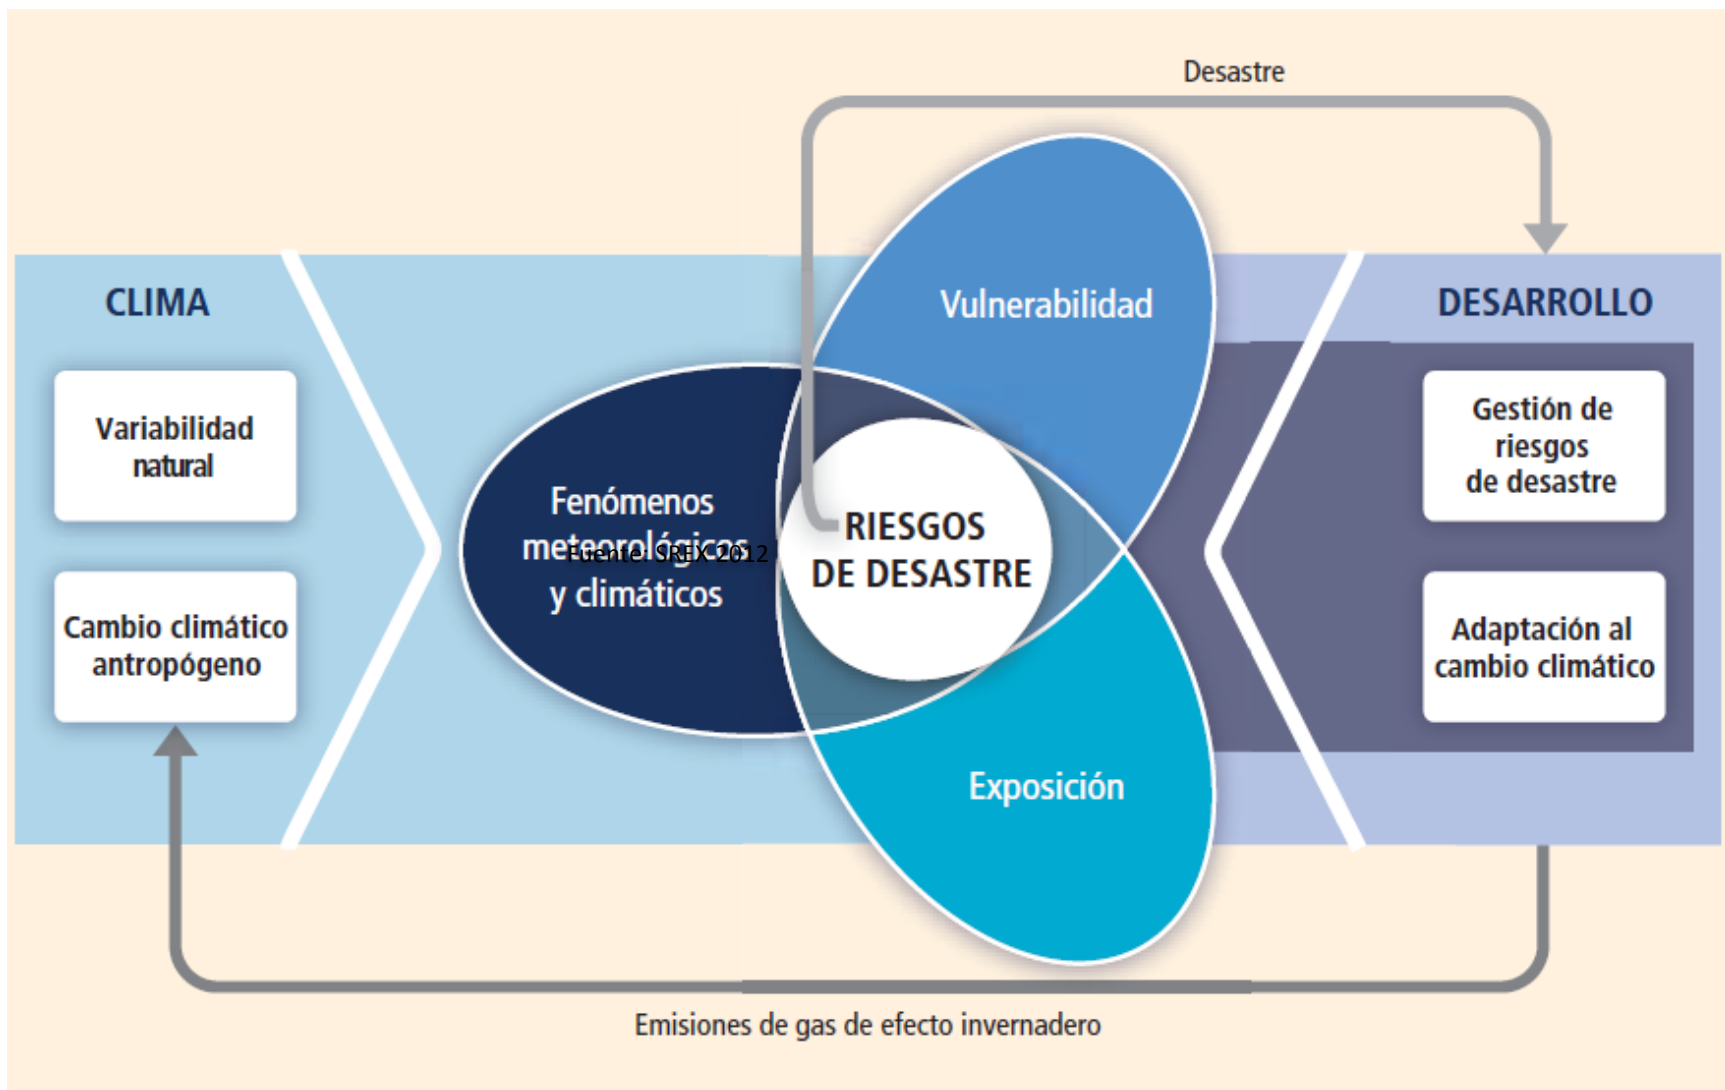 Desastre
CLIMA
Variabilidad
natural
Cambio climático
antropógeno
Fenómenos
meteorológicos
y climáticos
Fuente: SREX 2012
Vulnerabilidad
RIESGOS
DE DESASTRE
Exposición
DESARROLLO
Gestión de
riesgos
de desastre
Adaptación al
cambio climático
Emisiones de gas de efecto invernadero